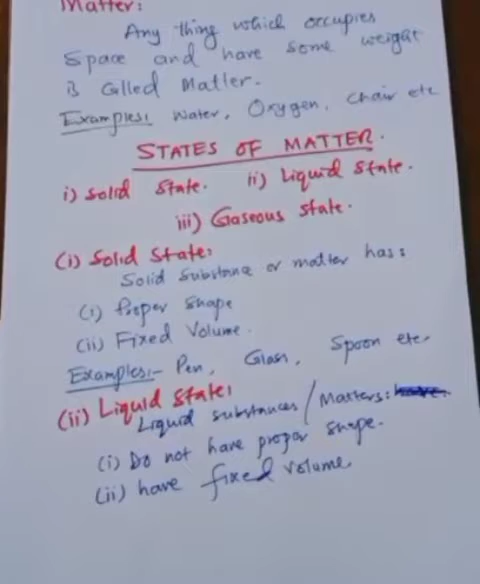 Matter:
Any thing which occupies
Space and have some weight
is Called Matter.
Examples: Water, Oxygen, Chair etc
STATES OF MATTER.
i) Solid State. ii) Liquid State.
iii) Gaseous State.
(i) Solid State:
Solid Substance or matter has:
(i) Proper Shape
(ii) Fixed Volume.
Examples:- Pen, Glass, Spoon etc.
(ii) Liquid State:
Liquid substances / Matters:
(i) Do not have proper shape.
(ii) have fixed volume